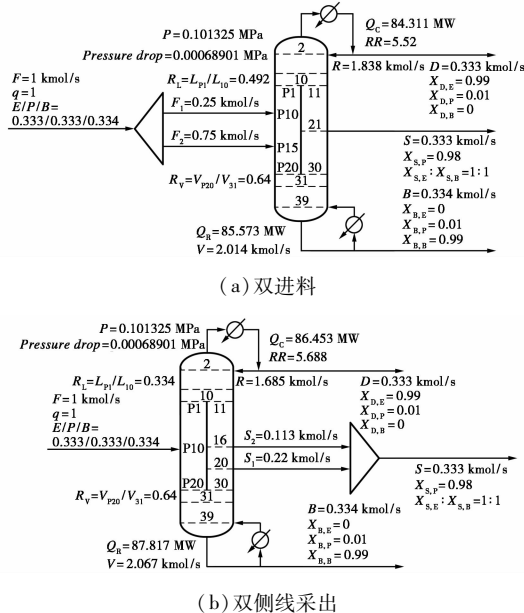 P=0.101325 MPa
Pressure drop=0.00068901 MPa
Q_C=84.311 MW
RR=5.52
2
R=1.838 kmol/s
D=0.333 kmol/s
X_D,E=0.99
X_D,P=0.01
X_D,B=0
F=1 kmol/s
q=1
E/P/B=
0.333/0.333/0.334
R_L=L_P1/L_10=0.492
10
P1
11
F_1=0.25 kmol/s
P10
21
F_2=0.75 kmol/s
P15
S=0.333 kmol/s
X_S,P=0.98
X_S,E:X_S,B=1:1
P20
30
31
R_V=V_P20/V_31=0.64
39
B=0.334 kmol/s
X_B,E=0
X_B,P=0.01
X_B,B=0.99
Q_R=85.573 MW
V=2.014 kmol/s
(a)双进料
P=0.101325 MPa
Pressure drop=0.00068901 MPa
Q_C=86.453 MW
RR=5.688
2
R_L=L_P1/L_10=0.334
R=1.685 kmol/s
D=0.333 kmol/s
X_D,E=0.99
X_D,P=0.01
X_D,B=0
F=1 kmol/s
q=1
E/P/B=
0.333/0.333/0.334
10
P1
11
16
S_2=0.113 kmol/s
P10
20
S_1=0.22 kmol/s
S=0.333 kmol/s
X_S,P=0.98
X_S,E:X_S,B=1:1
P20
30
R_V=V_P20/V_31=0.64
31
39
B=0.334 kmol/s
X_B,E=0
X_B,P=0.01
X_B,B=0.99
Q_R=87.817 MW
V=2.067 kmol/s
(b)双侧线采出